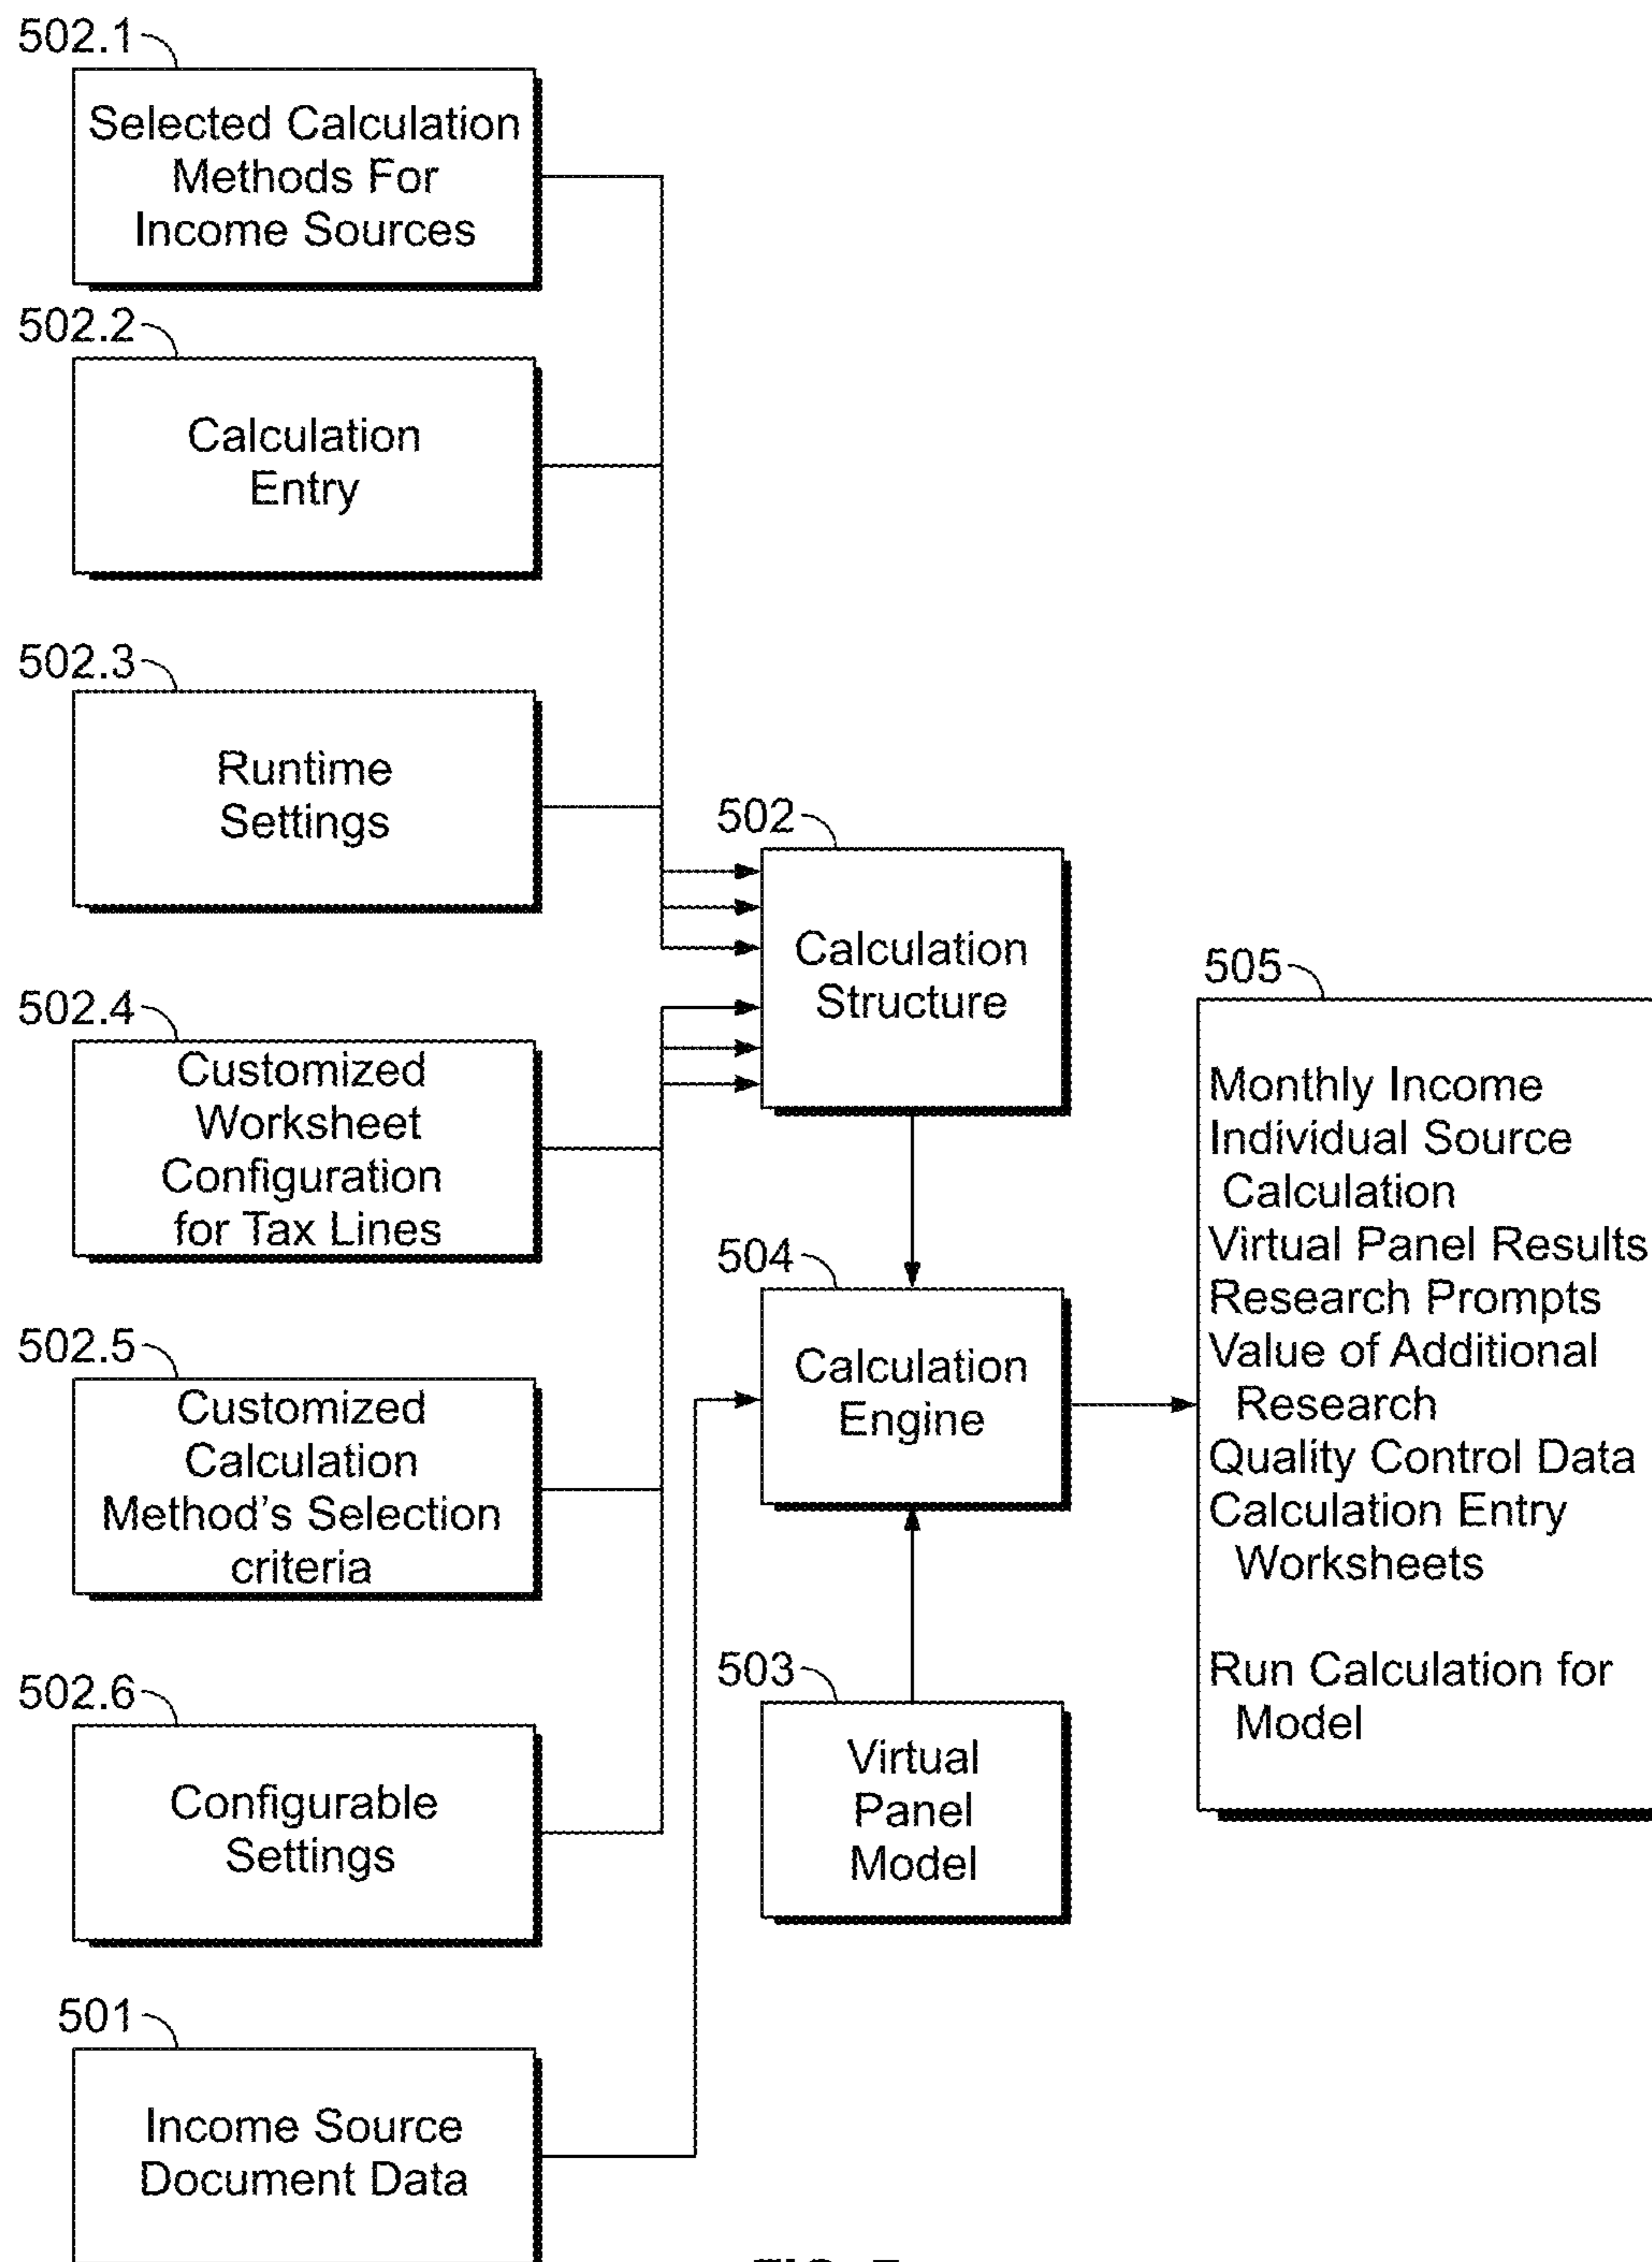 502.1
Selected Calculation
Methods For
Income Sources
502.2
Calculation
Entry
502.3
Runtime
Settings
502.4
Customized
Worksheet
Configuration
for Tax Lines
502.5
Customized
Calculation
Method's Selection
criteria
502.6
Configurable
Settings
501
Income Source
Document Data
502
Calculation
Structure
504
Calculation
Engine
503
Virtual
Panel
Model
505
Monthly Income
Individual Source
Calculation
Virtual Panel Results
Research Prompts
Value of Additional
Research
Quality Control Data
Calculation Entry
Worksheets
Run Calculation for
Model